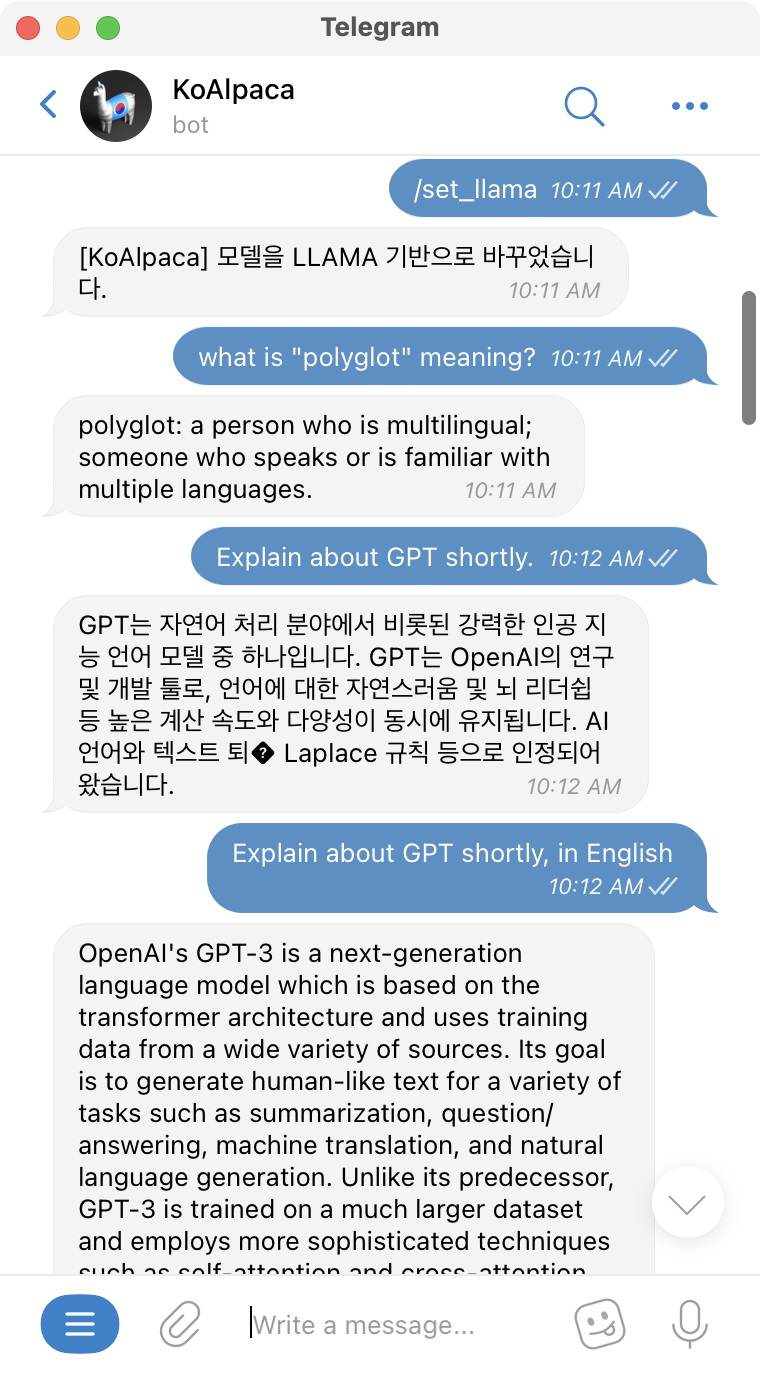 Telegram
KoAlpaca
bot
/set_llama 10:11 AM
[KoAlpaca] 모델을 LLAMA 기반으로 바꾸었습니
다.
10:11 AM
what is "polyglot" meaning? 10:11 AM
polyglot: a person who is multilingual;
someone who speaks or is familiar with
multiple languages.
10:11 AM
Explain about GPT shortly. 10:12 AM
GPT는 자연어 처리 분야에서 비롯된 강력한 인공 지
능 언어 모델 중 하나입니다. GPT는 OpenAI의 연구
및 개발 툴로, 언어에 대한 자연스러움 및 뇌 리더쉽
등 높은 계산 속도와 다양성이 동시에 유지됩니다. AI
언어와 텍스트 퇴� Laplace 규칙 등으로 인정되어
왔습니다.
10:12 AM
Explain about GPT shortly, in English
10:12 AM
OpenAI's GPT-3 is a next-generation
language model which is based on the
transformer architecture and uses training
data from a wide variety of sources. Its goal
is to generate human-like text for a variety of
tasks such as summarization, question/
answering, machine translation, and natural
language generation. Unlike its predecessor,
GPT-3 is trained on a much larger dataset
and employs more sophisticated techniques
such as self-attention and cross-attention
Write a message...